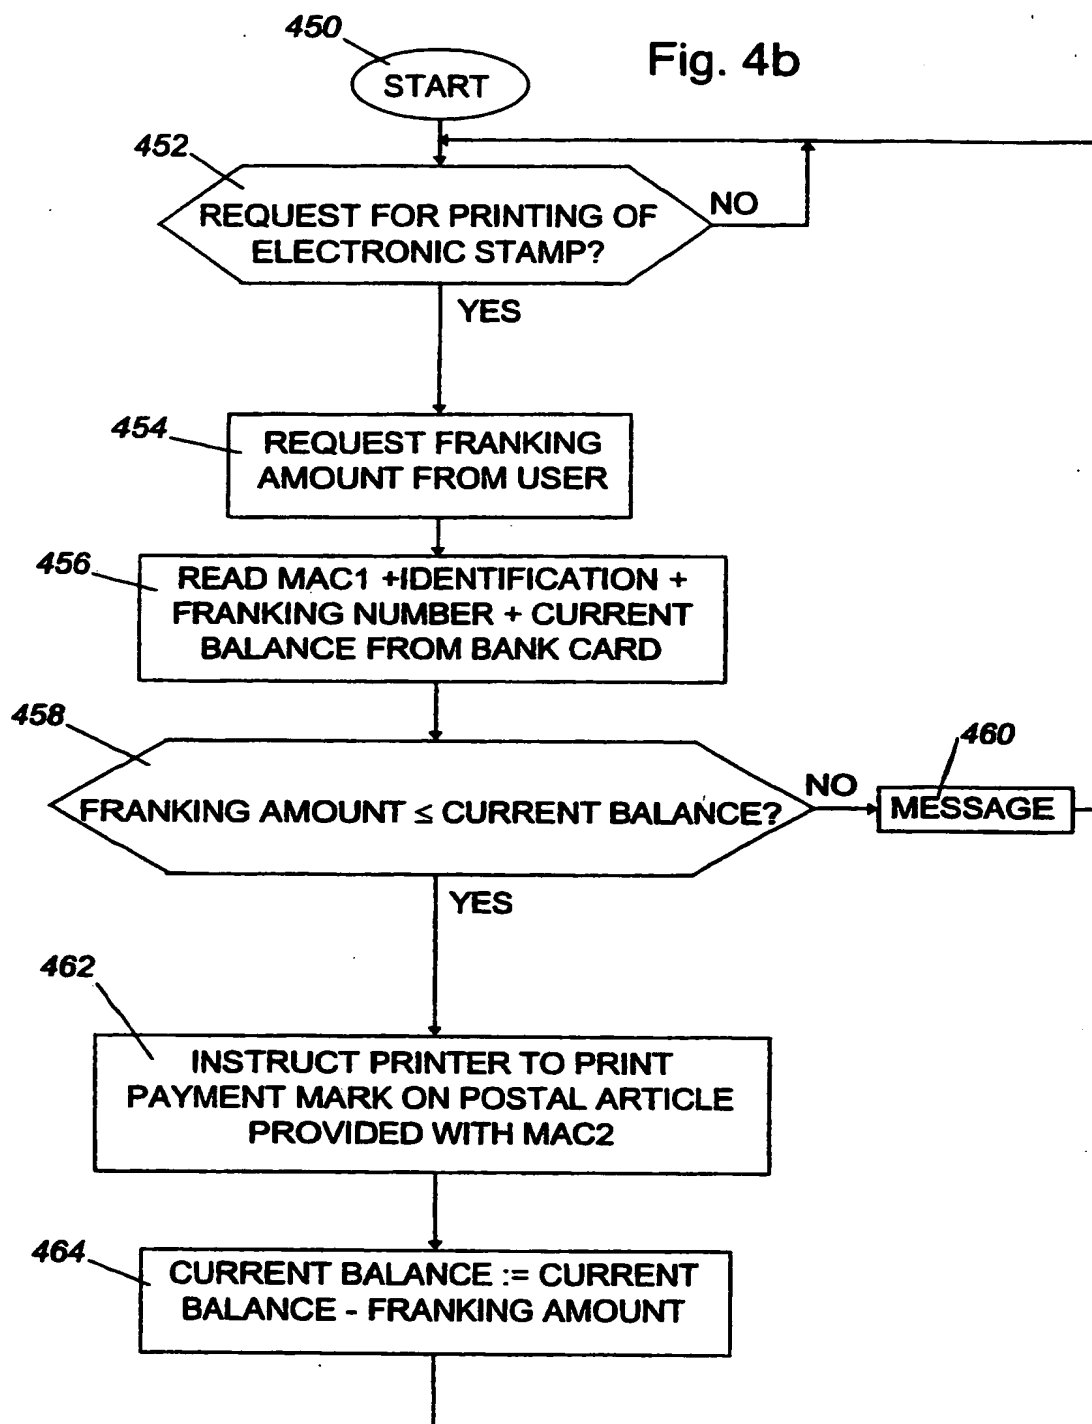 450
Fig. 4b
START
452
REQUEST FOR PRINTING OF
ELECTRONIC STAMP?
NO
YES
454
REQUEST FRANKING
AMOUNT FROM USER
456
READ MAC1 +IDENTIFICATION +
FRANKING NUMBER + CURRENT
BALANCE FROM BANK CARD
458
FRANKING AMOUNT ≤ CURRENT BALANCE?
NO
460
MESSAGE
YES
462
INSTRUCT PRINTER TO PRINT
PAYMENT MARK ON POSTAL ARTICLE
PROVIDED WITH MAC2
464
CURRENT BALANCE := CURRENT
BALANCE - FRANKING AMOUNT